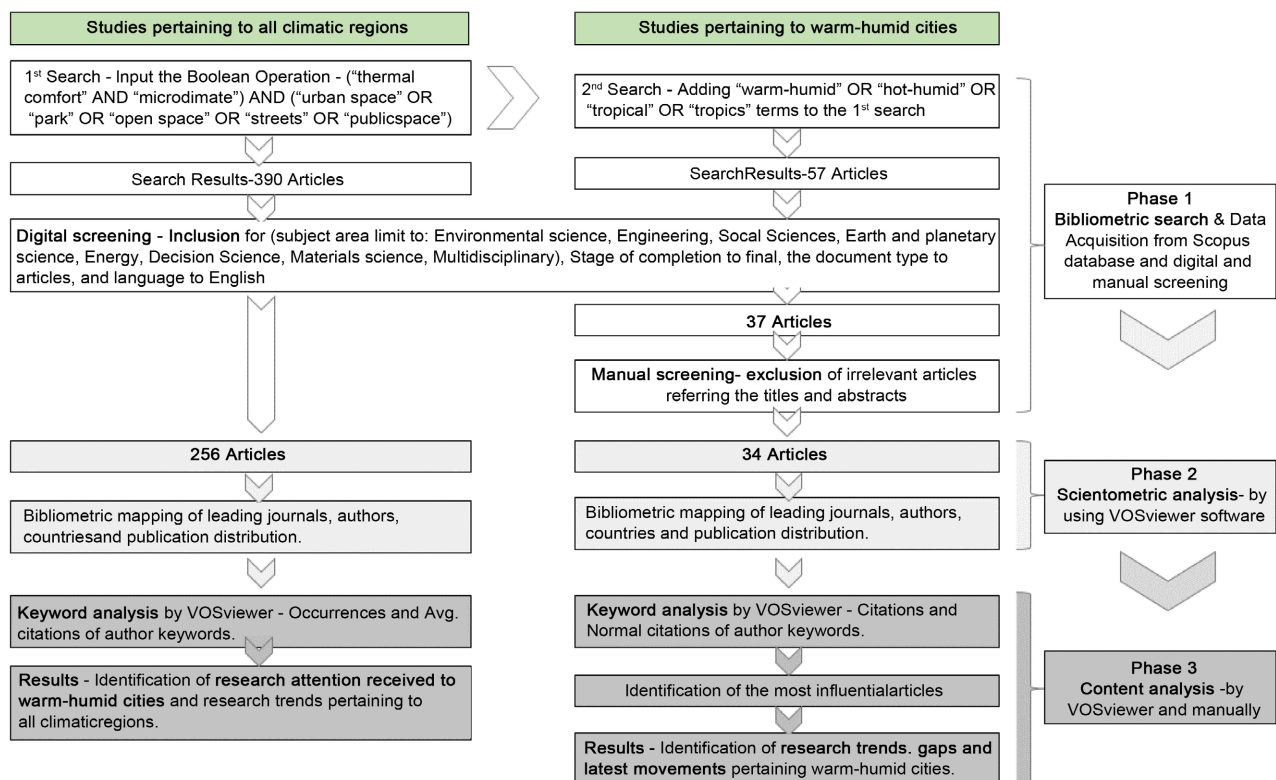 Studies pertaining to all climatic regions
Studies pertaining to warm-humid cities
1st Search - Input the Boolean Operation - (“thermal
comfort” AND “microdimate”) AND (“urban space” OR
“park” OR “open space” OR “streets” OR “publicspace”)
2nd Search - Adding “warm-humid” OR “hot-humid” OR
“tropical” OR “tropics” terms to the 1st search
Search Results-390 Articles
SearchResults-57 Articles
Digital screening - Inclusion for (subject area limit to: Environmental science, Engineering, Socal Sciences, Earth and planetary
science, Energy, Decision Science, Materials science, Multidisciplinary), Stage of completion to final, the document type to
articles, and language to English
37 Articles
Manual screening- exclusion of irrelevant articles
referring the titles and abstracts
Phase 1
Bibliometric search & Data
Acquisition from Scopus
database and digital and
manual screening
256 Articles
34 Articles
Bibliometric mapping of leading journals, authors,
countriesand publication distribution.
Bibliometric mapping of leading journals, authors,
countries and publication distribution.
Phase 2
Scientometric analysis- by
using VOSviewer software
Keyword analysis by VOSviewer - Occurrences and Avg.
citations of author keywords.
Results - Identification of research attention received to
warm-humid cities and research trends pertaining to
all climaticregions.
Keyword analysis by VOSviewer - Citations and
Normal citations of author keywords.
Identification of the most influentialarticles
Results - Identification of research trends. gaps and
latest movements pertaining warm-humid cities.
Phase 3
Content analysis -by
VOSviewer and manually